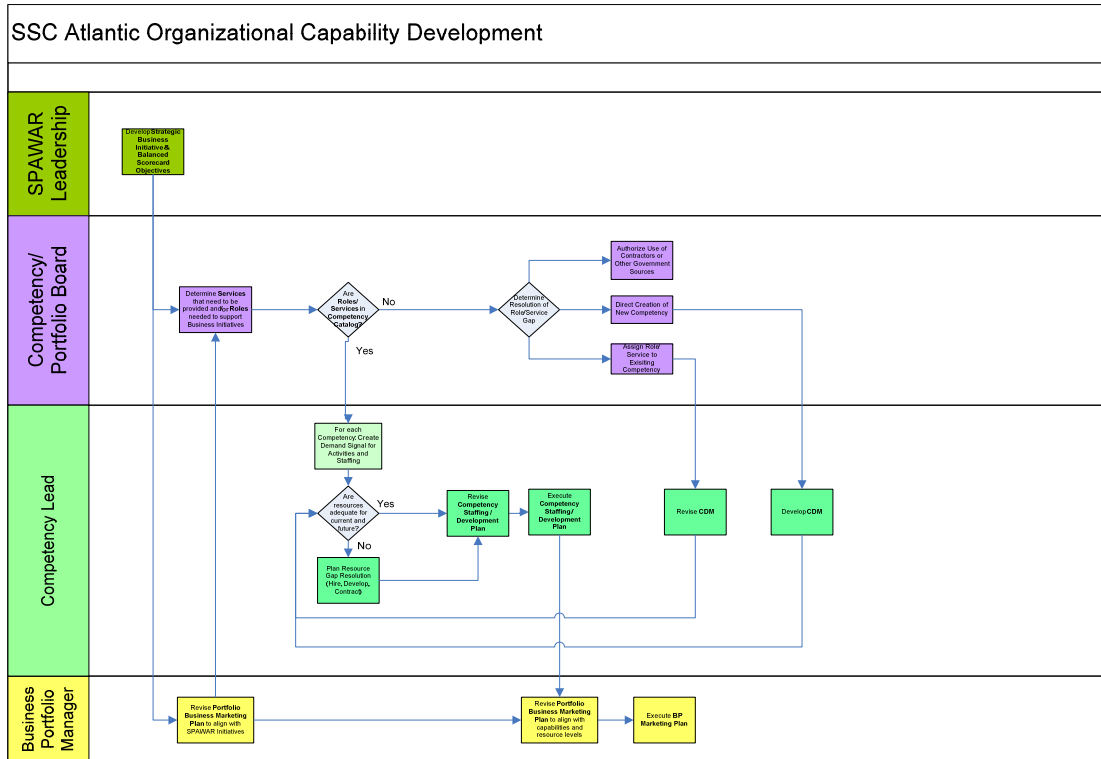 SSC Atlantic Organizational Capability Development
SPAWAR
Leadership
Develop Strategic
Business
Initiative &
Balanced
Scorecard
Objectives
Competency/
Portfolio Board
Determine Services
that need to be
provided and/or Roles
needed to support
Business Initiatives
Are
Roles/
Services in
Competency
Catalog?
No
Yes
Determine
Resolution of
Role/Service
Gap
Authorize Use of
Contractors or
Other Government
Sources
Direct Creation of
New Competency
Assign Role/
Service to
Exisiting
Competency
Competency Lead
For each
Competency: Create
Demand Signal for
Activities and
Staffing
Are
resources
adequate for
current and
future?
Yes
No
Plan Resource
Gap Resolution
(Hire, Develop,
Contract)
Revise
Competency
Staffing /
Development
Plan
Execute
Competency
Staffing /
Development
Plan
Revise CDM
Develop CDM
Business
Portfolio
Manager
Revise Portfolio
Business Marketing
Plan to align with
SPAWAR Initiatives
Revise Portfolio
Business Marketing
Plan to align with
capabilities and
resource levels
Execute BP
Marketing Plan